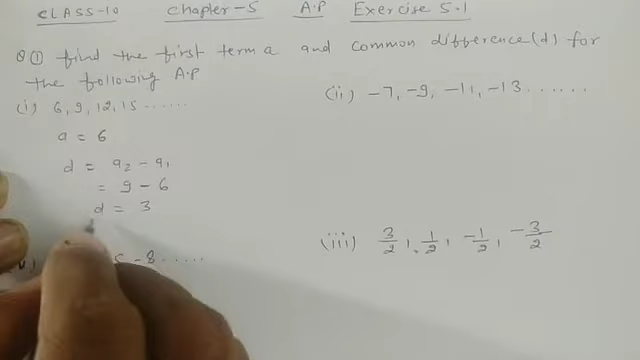 CLASS-10 Chapter-5 A.P Exercise 5.1
Q① find the first term a and common difference(d) for
the following A.P
(i) 6, 9, 12, 15 ......
a = 6
d = a₂ - a₁
= 9 - 6
d = 3
(ii) -7, -9, -11, -13 ......
(iii) 3/2, 1/2, -1/2, -3/2
-8 .....